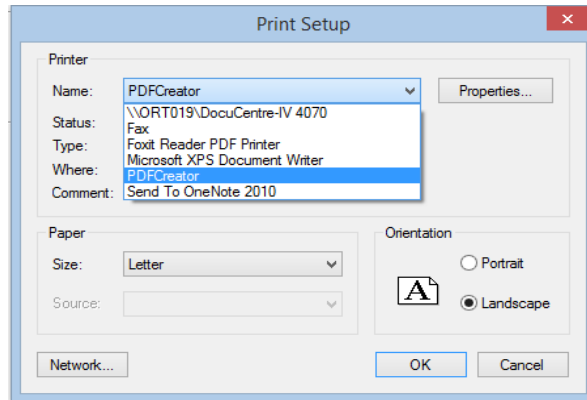 Print Setup
Printer
Name: PDFCreator Properties...
\\ORT019\DocuCentre-IV 4070
Status: Fax
Type: Foxit Reader PDF Printer
Microsoft XPS Document Writer
Where: PDFCreator
Comment: Send To OneNote 2010
Paper Orientation
Size: Letter Portrait
A
Source: Landscape
Network... OK Cancel